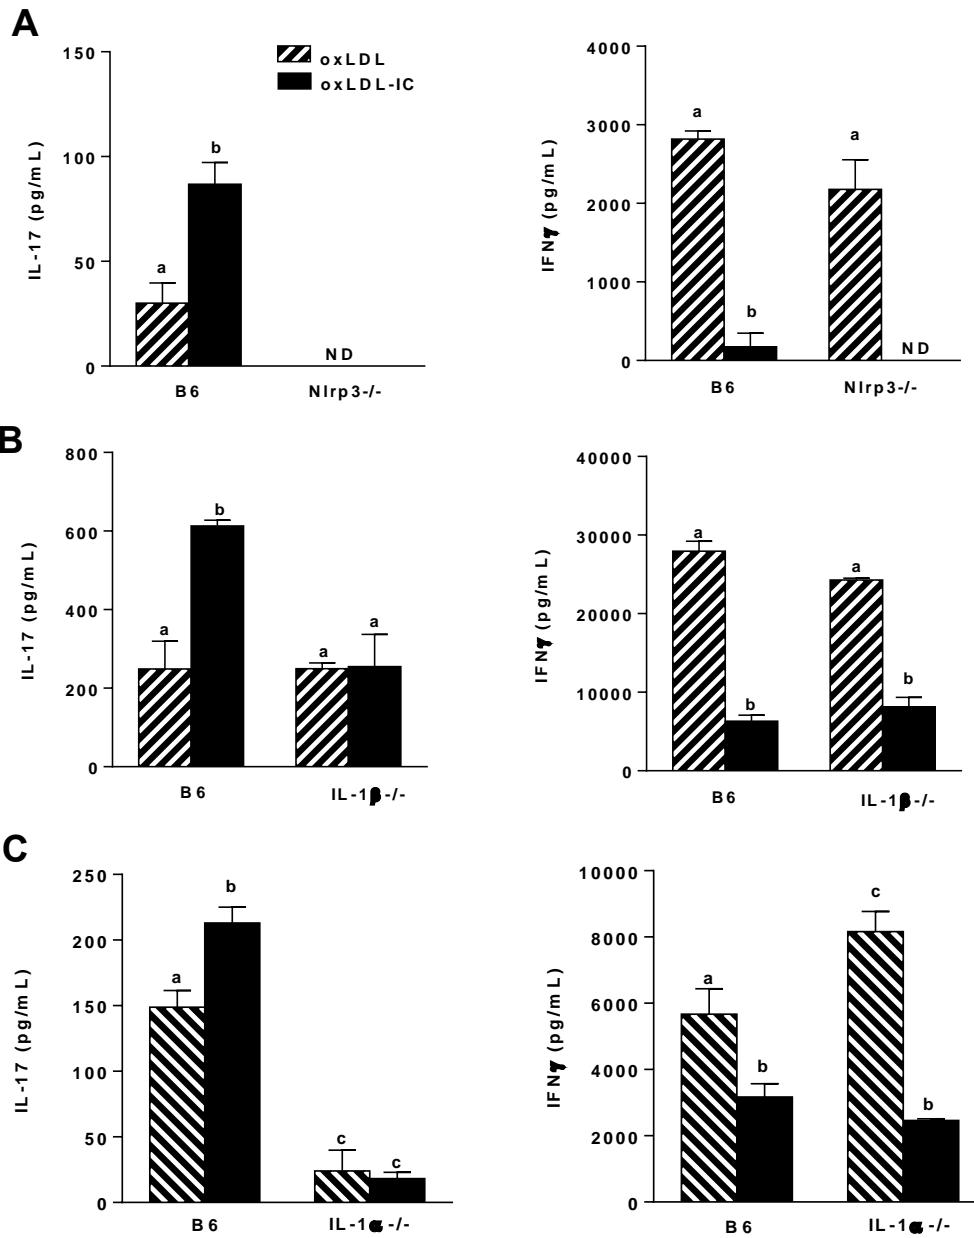 A
150
100
50
0
IL-17 (pg/mL)
oxLDL
oxLDL-IC
a
b
ND
B6
Nlrp3-/-
4000
3000
2000
1000
0
IFNγ (pg/mL)
a
b
a
ND
B6
Nlrp3-/-
B
800
600
400
200
0
IL-17 (pg/mL)
a
b
a
a
B6
IL-1β-/-
40000
30000
20000
10000
0
IFNγ (pg/mL)
a
b
a
b
B6
IL-1β-/-
C
250
200
150
100
50
0
IL-17 (pg/mL)
a
b
c
c
B6
IL-1α-/-
10000
8000
6000
4000
2000
0
IFNγ (pg/mL)
a
b
c
b
B6
IL-1α-/-